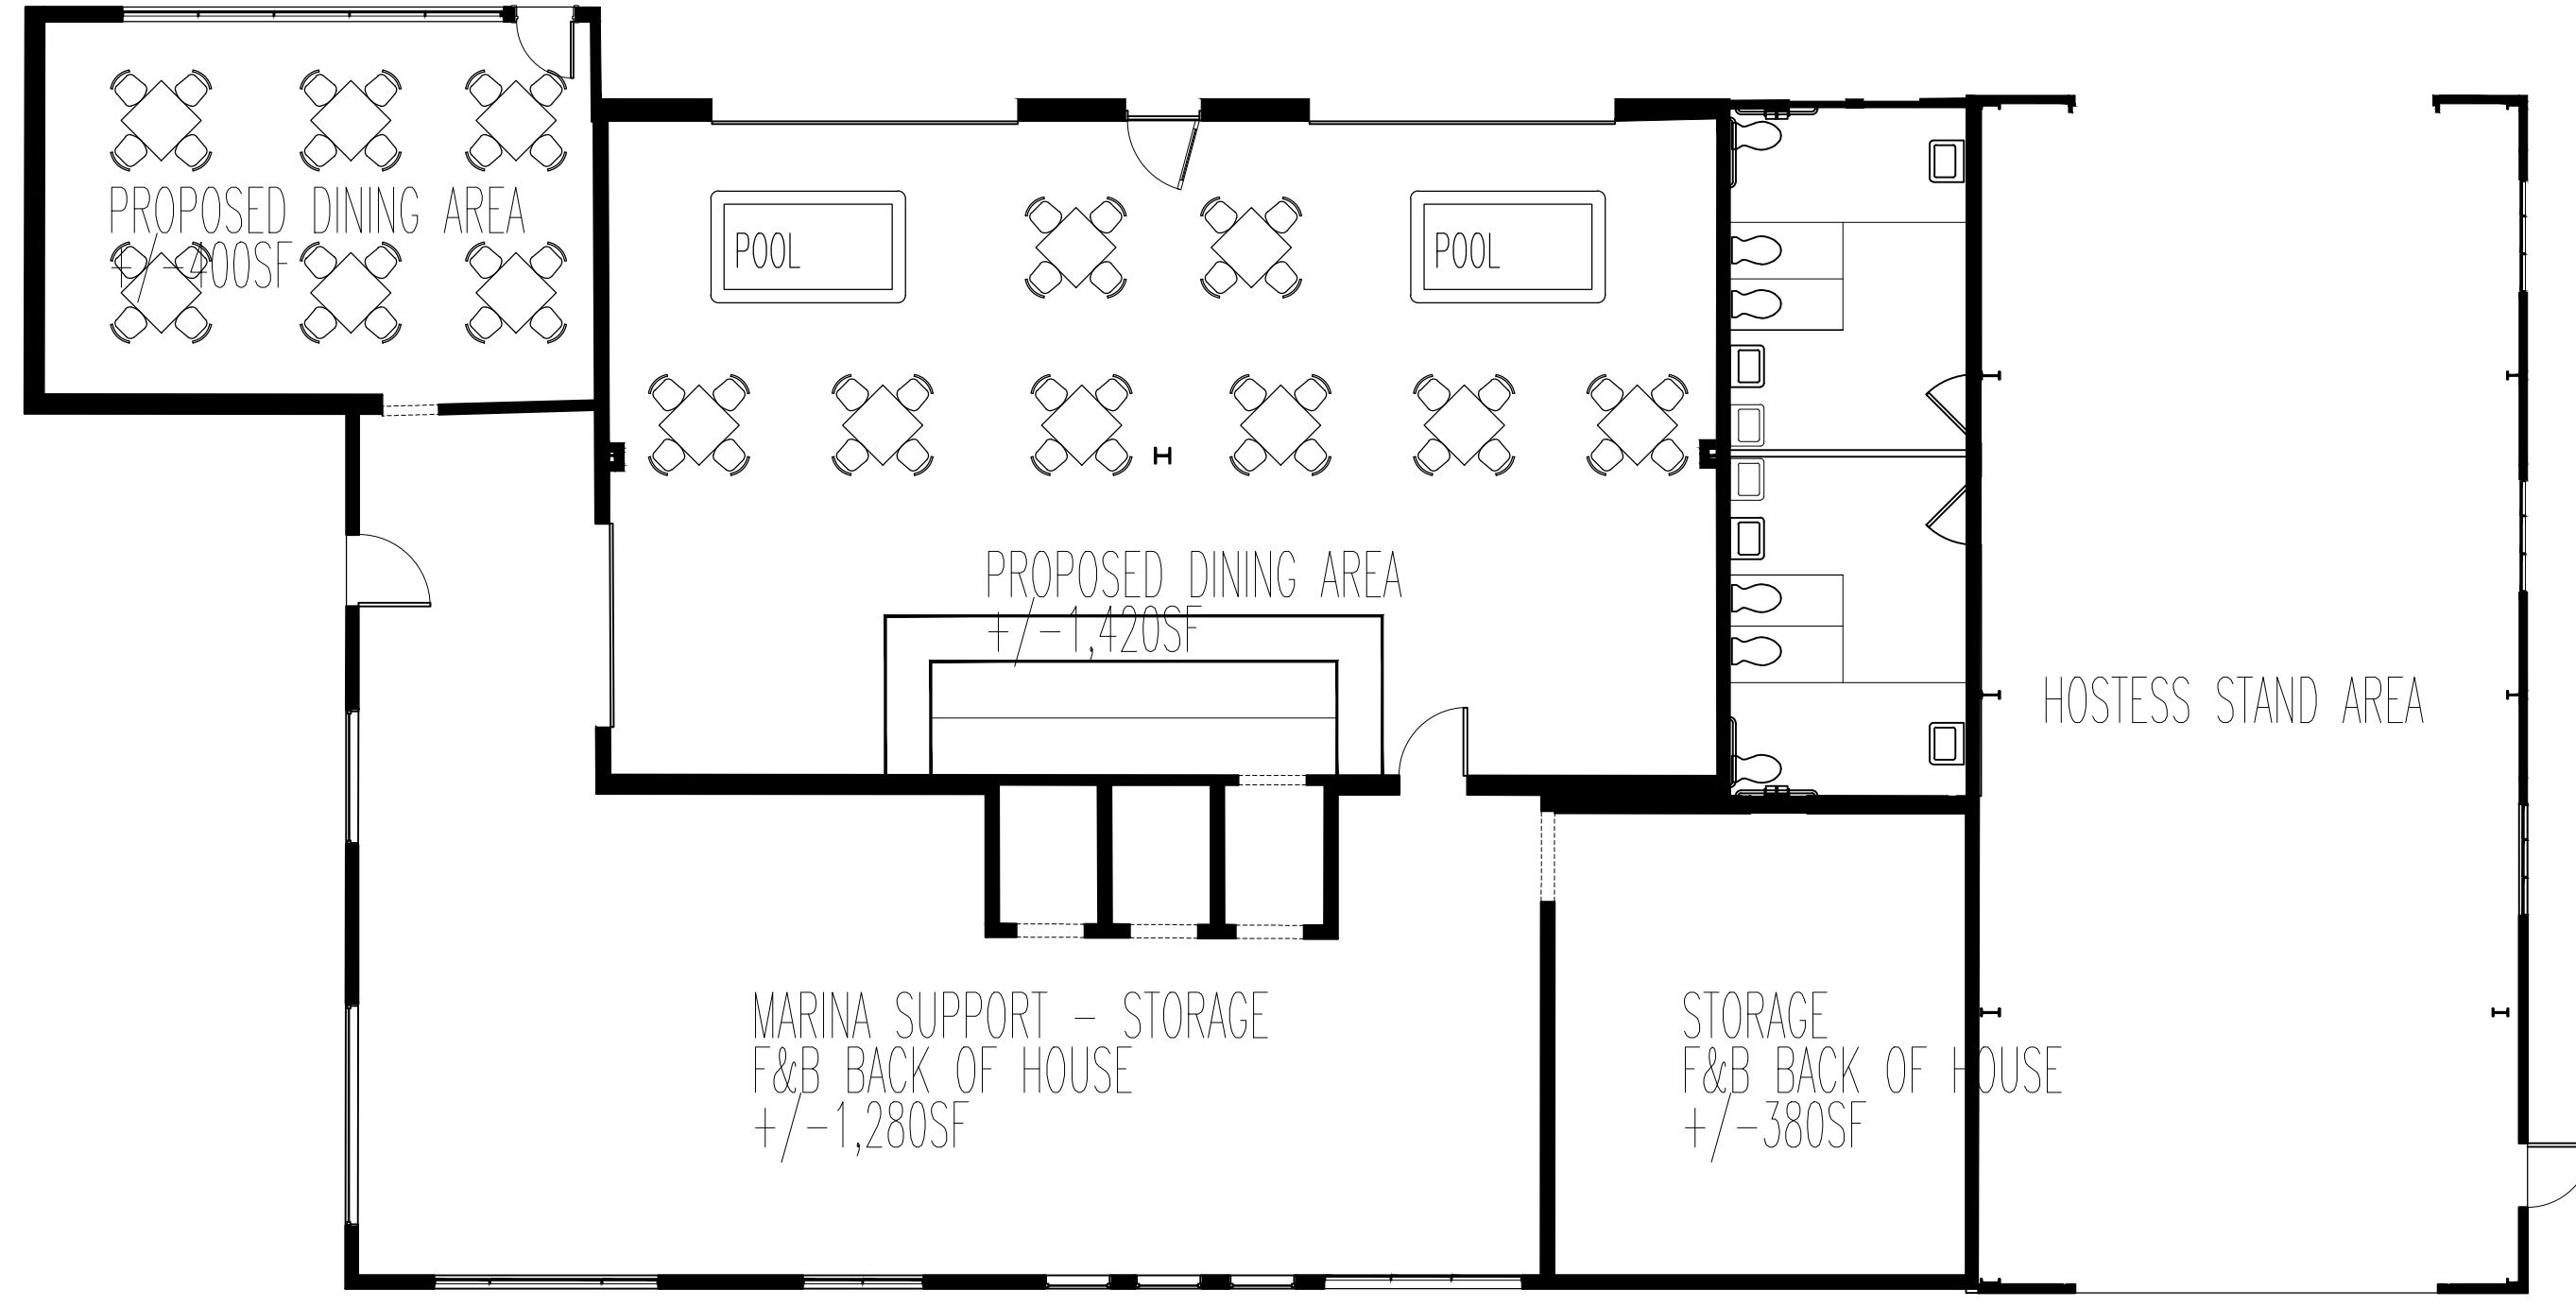 PROPOSED DINING AREA
+/-400SF
POOL
POOL
PROPOSED DINING AREA
+/-1,420SF
HOSTESS STAND AREA
MARINA SUPPORT - STORAGE
F&B BACK OF HOUSE
+/-1,280SF
STORAGE
F&B BACK OF HOUSE
+/-380SF